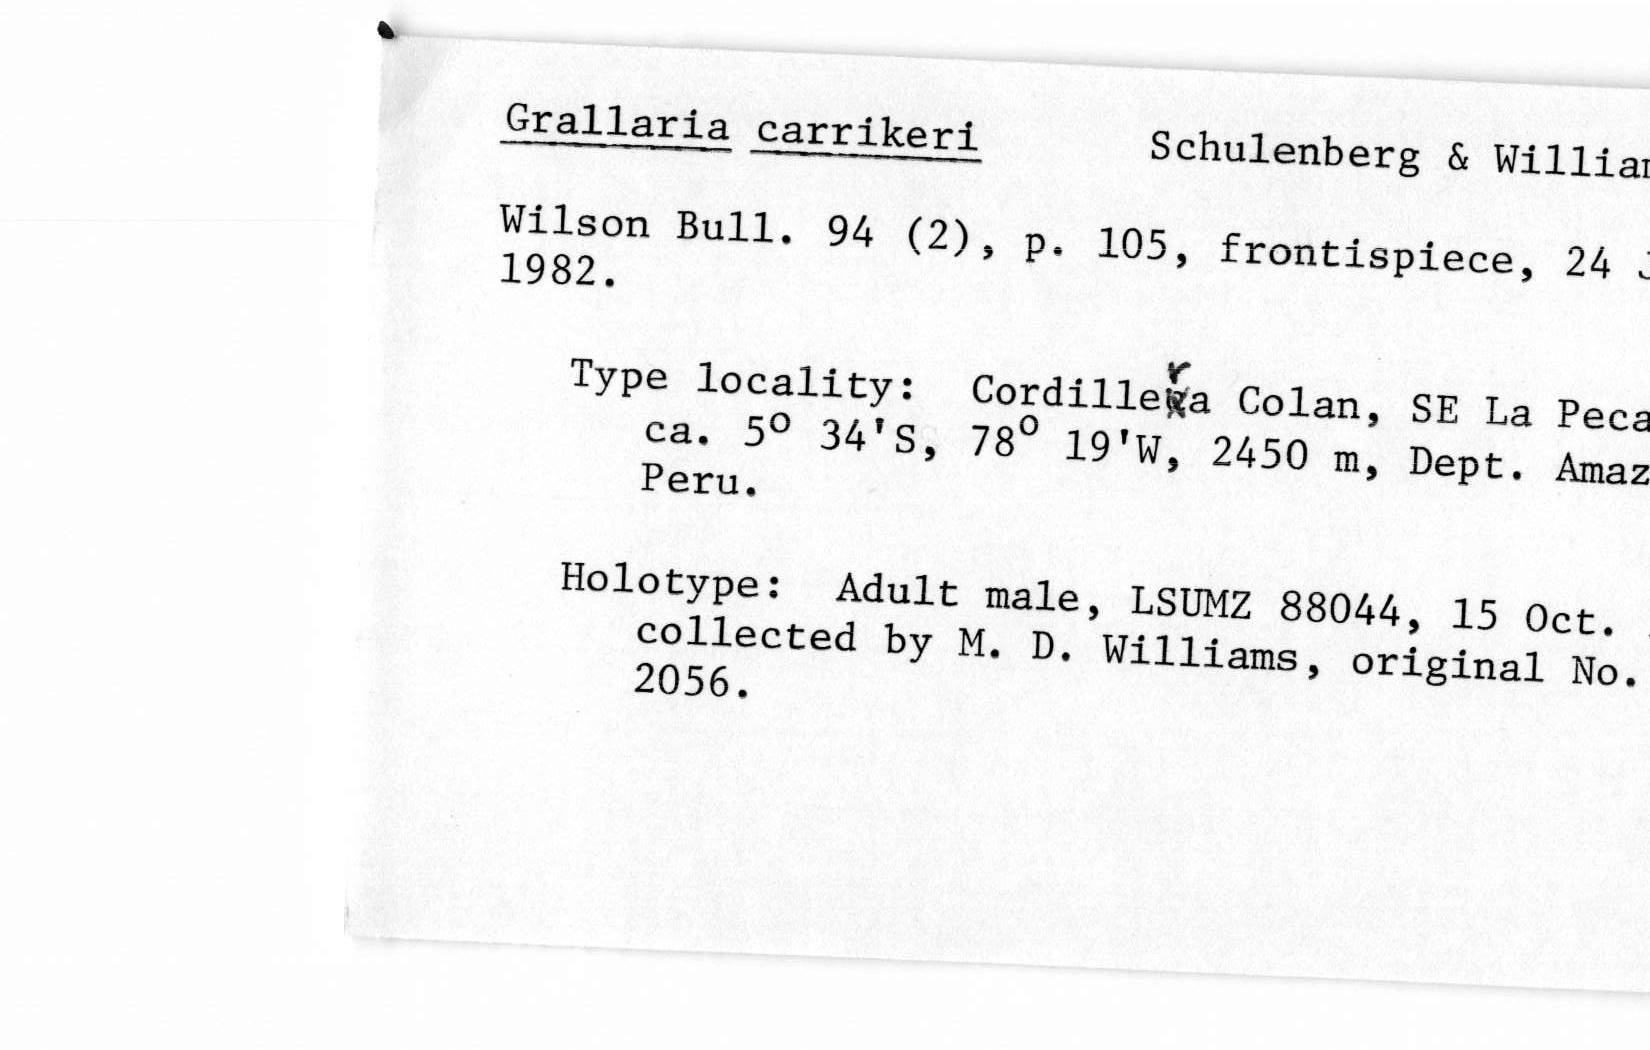 Grallaria carrikeri Schulenberg & William
Wilson Bull. 94 (2), p. 105, frontispiece, 24 J
1982.
Type locality: Cordillera Colan, SE La Peca
ca. 5° 34'S, 78° 19'W, 2450 m, Dept. Amaz
Peru.
Holotype: Adult male, LSUMZ 88044, 15 Oct.
collected by M. D. Williams, original No.
2056.